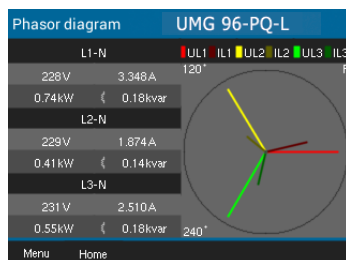 Phasor diagram UMG 96-PQ-L
L1-N
UL1 IL1 UL2 IL2 UL3 IL3
228V 3.348A
120°
0.74kW 0.18kvar
L2-N
229V 1.874A
0.41kW 0.14kvar
L3-N
231V 2.510A
0.55kW 0.18kvar
240°
Menu Home